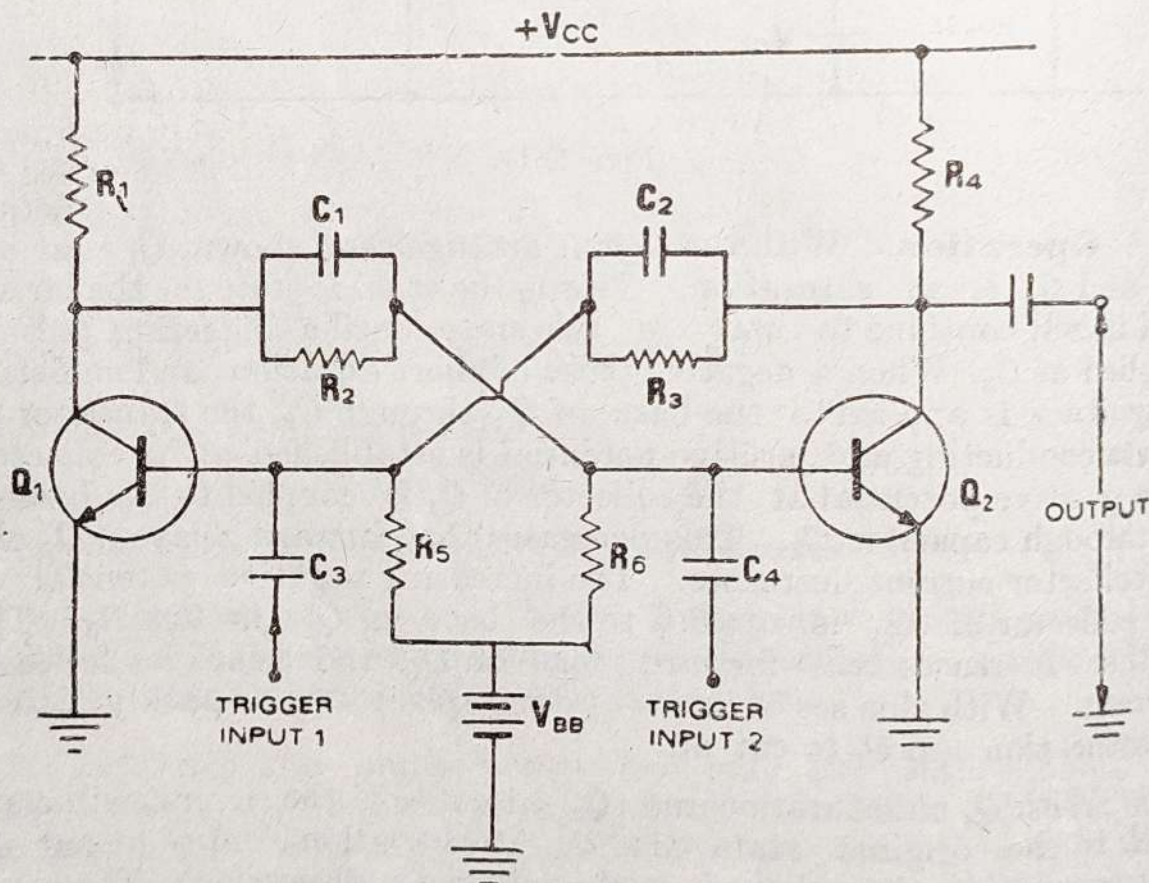 +VCC
R1
R4
C1
C2
R2
R3
Q1
Q2
OUTPUT
C3
R5
R6
C4
TRIGGER
INPUT 1
VBB
TRIGGER
INPUT 2